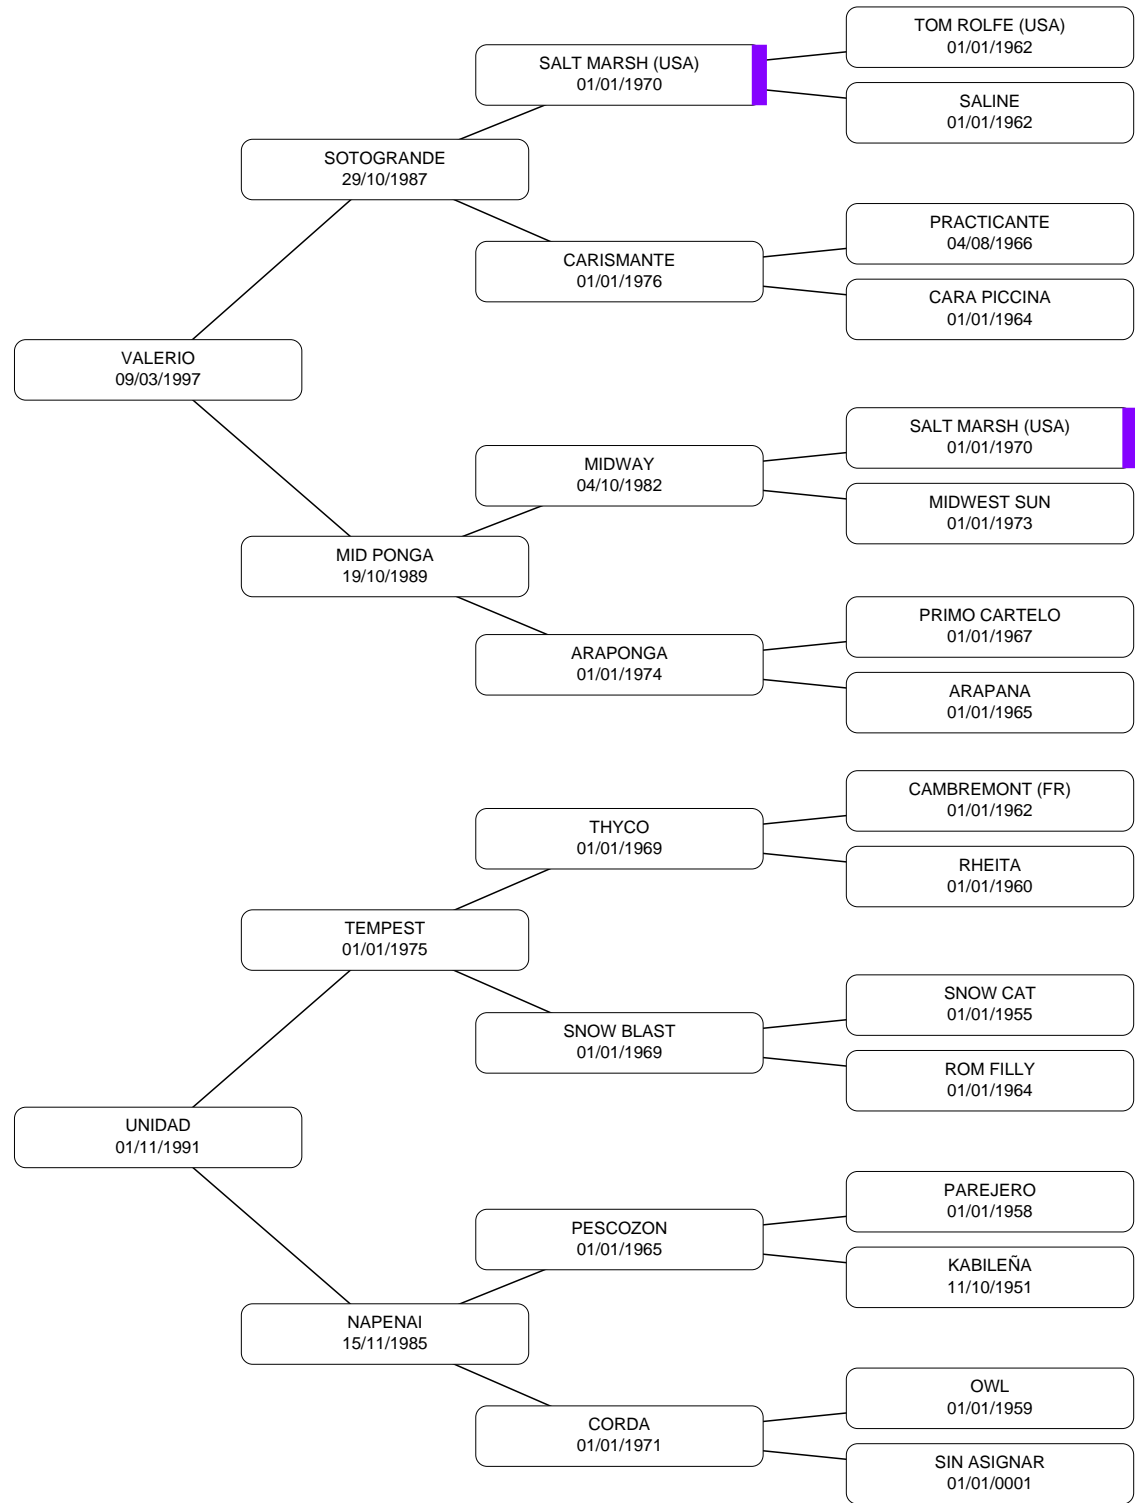 TOM ROLFE (USA)
01/01/1962
SALT MARSH (USA)
01/01/1970
SALINE
01/01/1962
SOTOGRANDE
29/10/1987
PRACTICANTE
04/08/1966
CARISMANTE
01/01/1976
CARA PICCINA
01/01/1964
VALERIO
09/03/1997
SALT MARSH (USA)
01/01/1970
MIDWAY
04/10/1982
MIDWEST SUN
01/01/1973
MID PONGA
19/10/1989
PRIMO CARTELO
01/01/1967
ARAPONGA
01/01/1974
ARAPANA
01/01/1965
CAMBREMONT (FR)
01/01/1962
THYCO
01/01/1969
RHEITA
01/01/1960
TEMPEST
01/01/1975
SNOW CAT
01/01/1955
SNOW BLAST
01/01/1969
ROM FILLY
01/01/1964
UNIDAD
01/11/1991
PAREJERO
01/01/1958
PESCOZON
01/01/1965
KABILEÑA
11/10/1951
NAPENAI
15/11/1985
OWL
01/01/1959
CORDA
01/01/1971
SIN ASIGNAR
01/01/0001